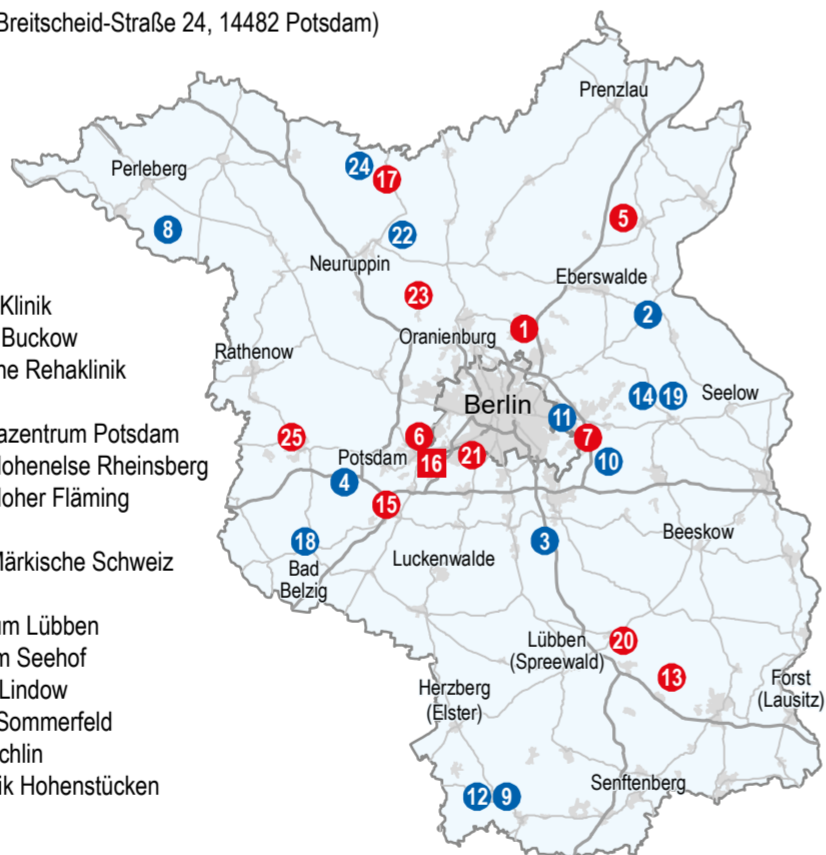 Breitscheid-Straße 24, 14482 Potsdam)
Klinik
Buckow
ne Rehaklinik
azentrum Potsdam
Hohenelse Rheinsberg
Hoher Fläming
Märkische Schweiz
um Lübben
m Seehof
Lindow
Sommerfeld
chlin
ik Hohenstücken
Prenzlau
Perleberg
24
17
5
8
22
Neuruppin
Eberswalde
23
2
1
Oranienburg
Rathenow
14
19
Seelow
Berlin
11
25
6
7
Potsdam
16
21
10
4
15
18
3
Beeskow
Luckenwalde
Bad
Belzig
20
Lübben
(Spreewald)
13
Forst
(Lausitz)
Herzberg
(Elster)
Senftenberg
12
9